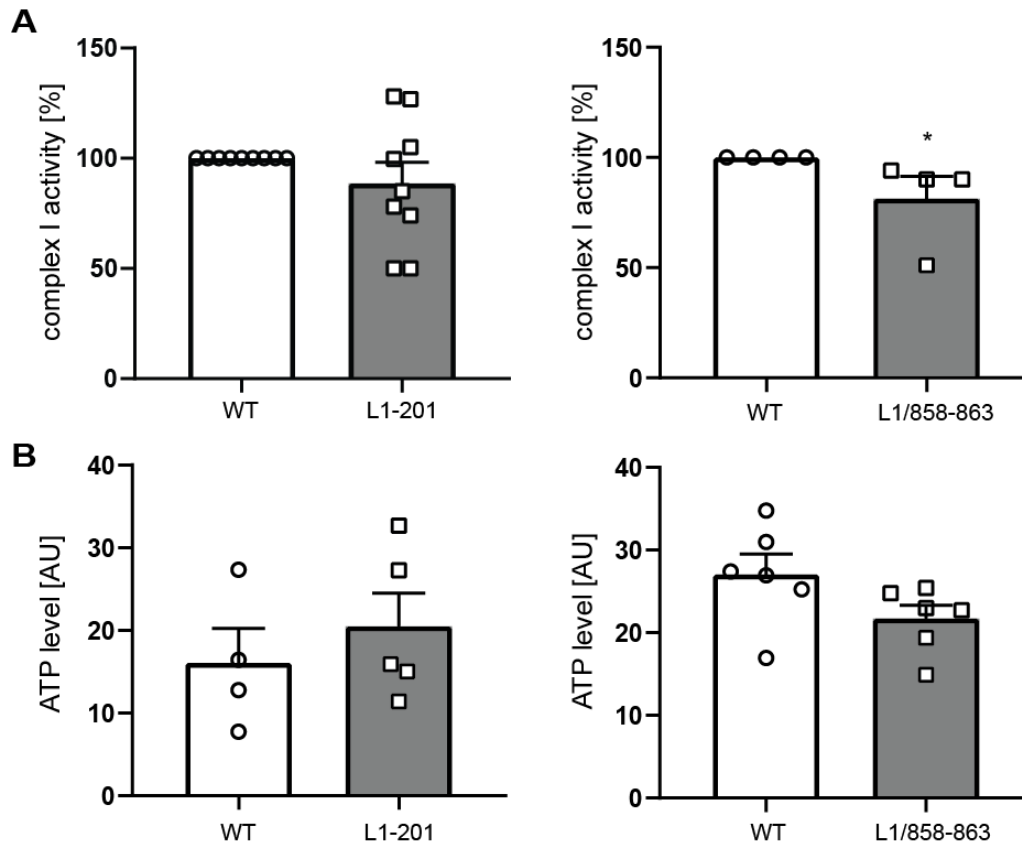 A
complex I activity [%]
150
100
50
0
WT
L1-201
complex I activity [%]
150
100
50
0
*
WT
L1/858-863
B
ATP level [AU]
40
30
20
10
0
WT
L1-201
ATP level [AU]
40
30
20
10
0
WT
L1/858-863